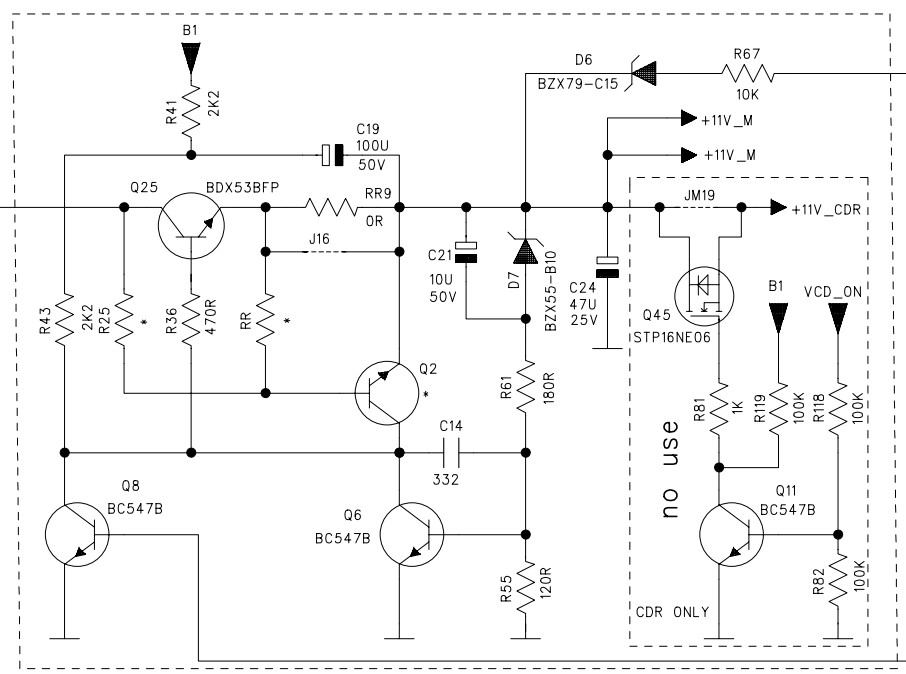 B1
R41
2K2
C19
100U
50V
D6
BZX79-C15
R67
10K
+11V_M
+11V_M
Q25
BDX53BFP
RR9
0R
J16
JM19
+11V_CDR
C21
10U
50V
D7
BZX55-B10
C24
47U
25V
Q45
STP16NE06
B1
VCD_ON
R43
2K2
R25
*
R36
470R
RR
*
Q2
*
R61
180R
R81
1K
R119
100K
R118
100K
C14
332
no use
Q8
BC547B
Q6
BC547B
Q11
BC547B
R55
120R
R82
100K
CDR ONLY